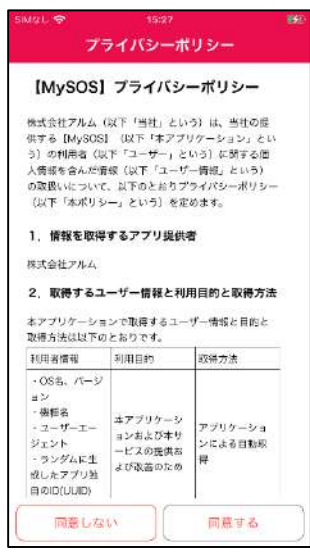 SIMなし 15:27
プライバシーポリシー
【MySOS】プライバシーポリシー
株式会社アルム（以下「当社」という）は、当社の提
供する【MySOS】（以下「本アプリケーション」とい
う）の利用者（以下「ユーザー」という）に関する個
人情報を含んだ情報（以下「ユーザー情報」という）
の取扱いについて、以下のとおりプライバシーポリシー
（以下「本ポリシー」という）を定めます。
1．情報を取得するアプリ提供者
株式会社アルム
2．取得するユーザー情報と利用目的と取得方法
本アプリケーションで取得するユーザー情報と目的と
取得方法は以下のとおりです。
利用者情報 利用目的 取得方法
・OS名、バージ
ョン
・機種名
・ユーザーエー
ジェント
・ランダムに生
成したアプリ独
自のID(UUID)
本アプリケーシ
ョンおよび本サ
ービスの提供お
よび改善のため
アプリケーショ
ンによる自動取
得
同意しない 同意する